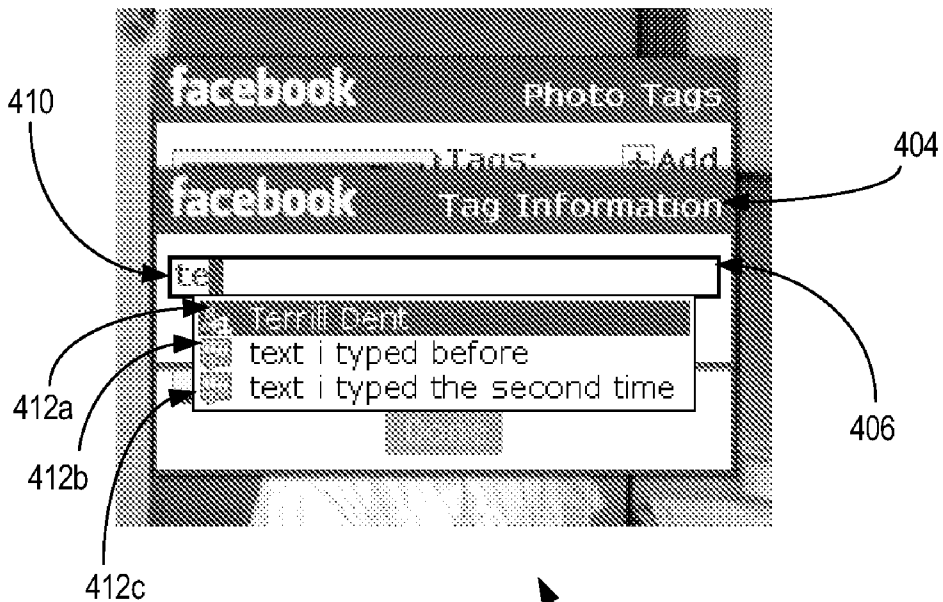 facebook Photo Tags
410
Tags: +Add
404
facebook Tag Information
te
Terrill Dent
text i typed before
412a
text i typed the second time
406
412b
412c